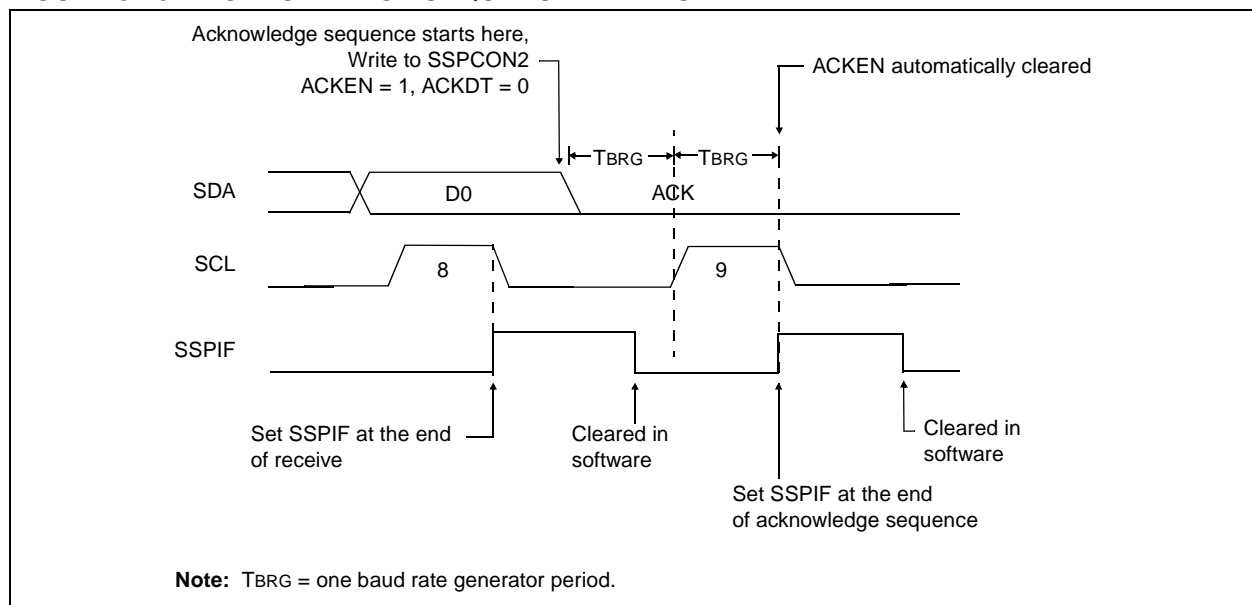 Acknowledge sequence starts here,
Write to SSPCON2
ACKEN = 1, ACKDT = 0
ACKEN automatically cleared
TBRG
TBRG
SDA
D0
ACK
SCL
8
9
SSPIF
Set SSPIF at the end
of receive
Cleared in
software
Cleared in
software
Set SSPIF at the end
of acknowledge sequence
Note: TBRG = one baud rate generator period.